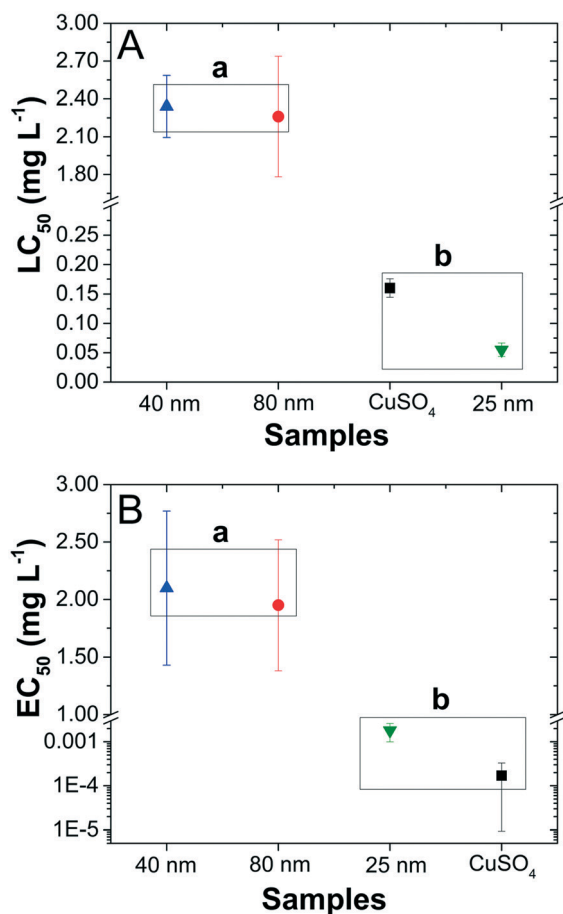 A
a
3.00
2.70
2.40
2.10
1.80
0.25
0.20
0.15
0.10
0.05
0.00
LC50 (mg L-1)
b
40 nm 80 nm CuSO4 25 nm
Samples
B
a
3.00
2.50
2.00
1.50
1.00
0.001
1E-4
1E-5
EC50 (mg L-1)
b
40 nm 80 nm 25 nm CuSO4
Samples